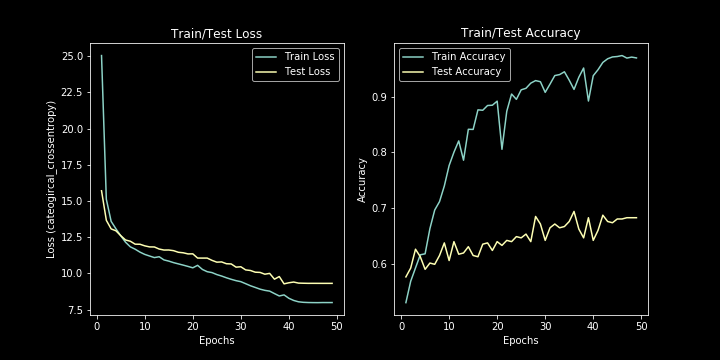 Train/Test Loss
Train Loss
Test Loss
25.0
22.5
20.0
17.5
15.0
12.5
10.0
7.5
0
10
20
30
40
50
Epochs
Loss (cateogircal_crossentropy)
Train/Test Accuracy
Train Accuracy
Test Accuracy
0.9
0.8
0.7
0.6
0
10
20
30
40
50
Epochs
Accuracy